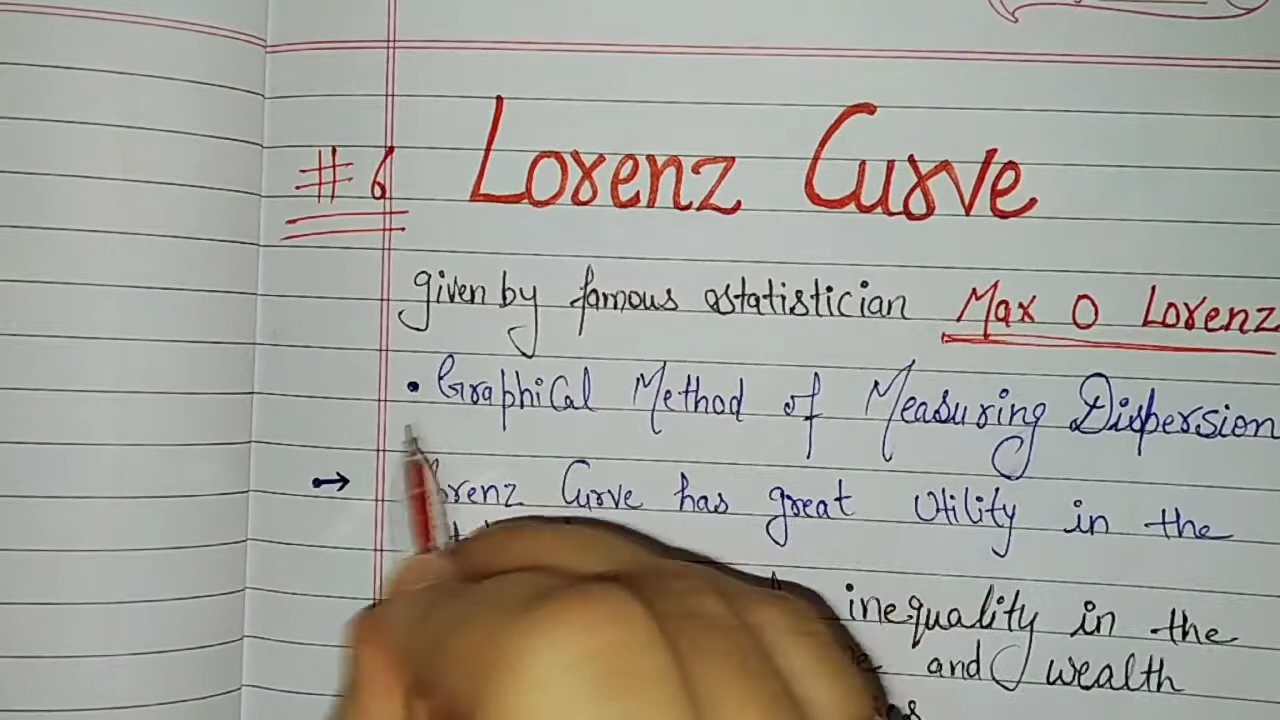 #6 Lorenz Curve
given by famous statistician Max O Lorenz
• Graphical Method of Measuring Dispersion
→ Lorenz Curve has great Utility in the
inequality in the
and wealth